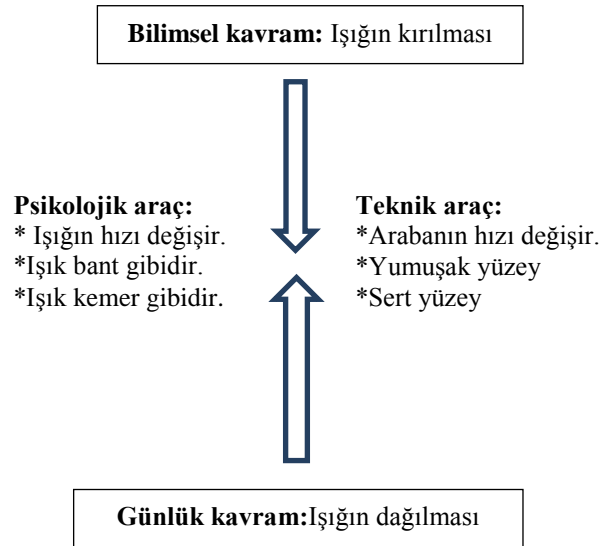 Bilimsel kavram: Işığın kırılması
Psikolojik araç:
* Işığın hızı değişir.
*Işık bant gibidir.
*Işık kemer gibidir.
Teknik araç:
*Arabanın hızı değişir.
*Yumuşak yüzey
*Sert yüzey
Günlük kavram:Işığın dağılması